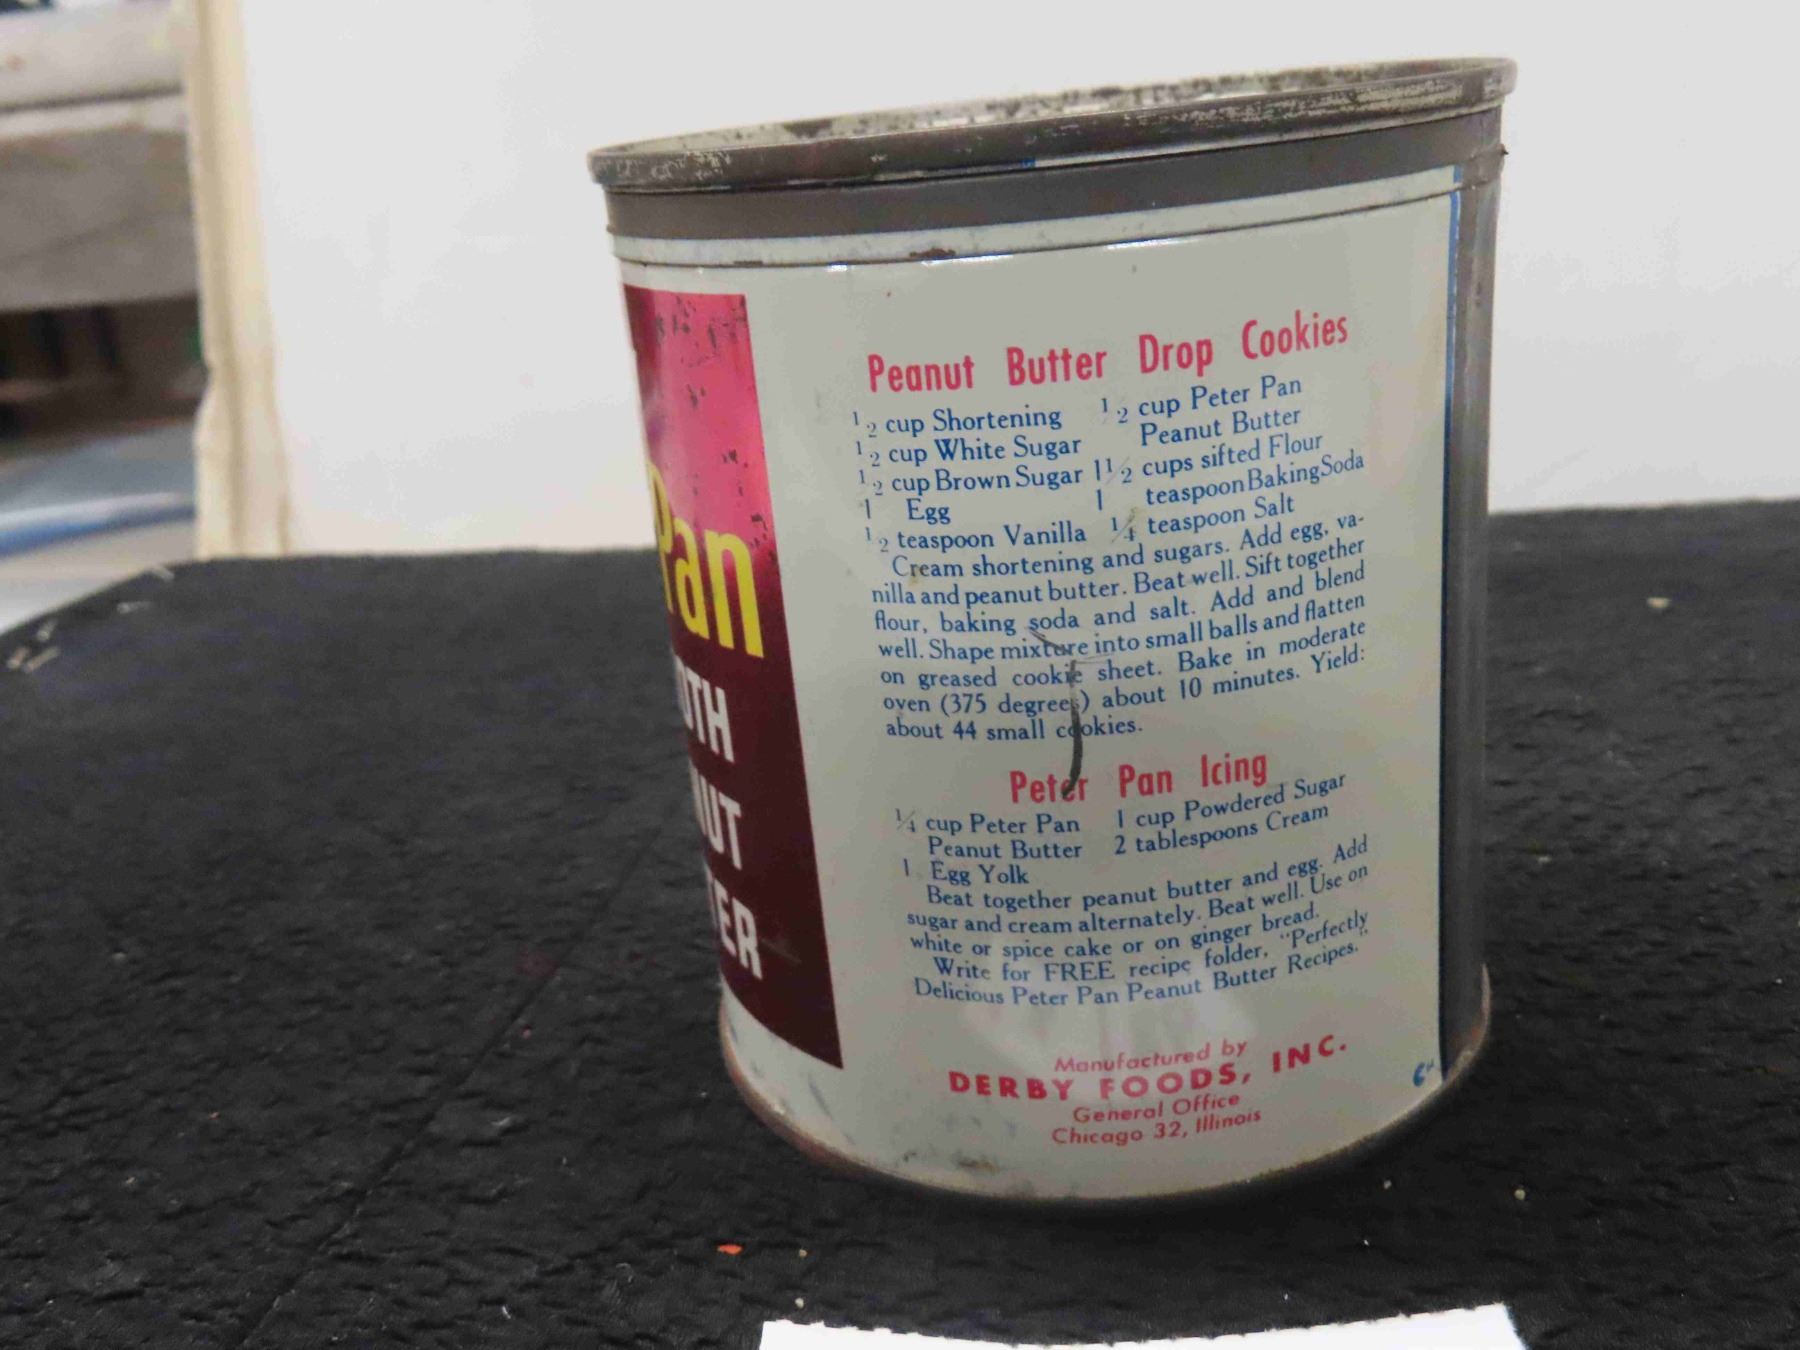 Pan
OTH
NUT
TER
Peanut Butter Drop Cookies
1/2 cup Shortening
1/2 cup White Sugar
1/2 cup Brown Sugar
1 Egg
1/2 teaspoon Vanilla
1/2 cup Peter Pan
Peanut Butter
1 1/2 cups sifted Flour
1 teaspoon Baking Soda
1/4 teaspoon Salt
Cream shortening and sugars. Add egg, va-
nilla and peanut butter. Beat well. Sift together
flour, baking soda and salt. Add and blend
well. Shape mixture into small balls and flatten
on greased cookie sheet. Bake in moderate
oven (375 degrees) about 10 minutes. Yield:
about 44 small cookies.
Peter Pan Icing
1/4 cup Peter Pan
Peanut Butter
1 Egg Yolk
1 cup Powdered Sugar
2 tablespoons Cream
Beat together peanut butter and egg. Add
sugar and cream alternately. Beat well. Use on
white or spice cake or on ginger bread.
Write for FREE recipe folder, "Perfectly
Delicious Peter Pan Peanut Butter Recipes."
Manufactured by
DERBY FOODS, INC.
General Office
Chicago 32, Illinois